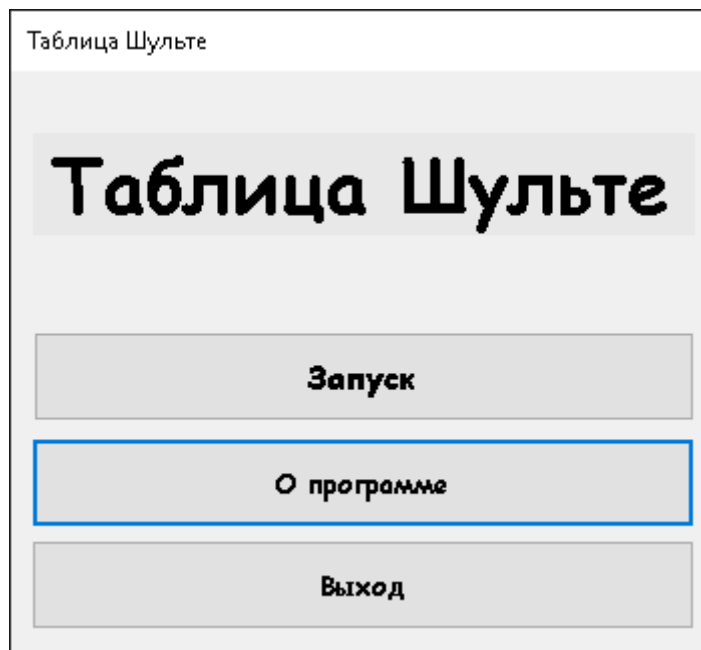 Таблица Шульте
Таблица Шульте
Запуск
О программе
Выход